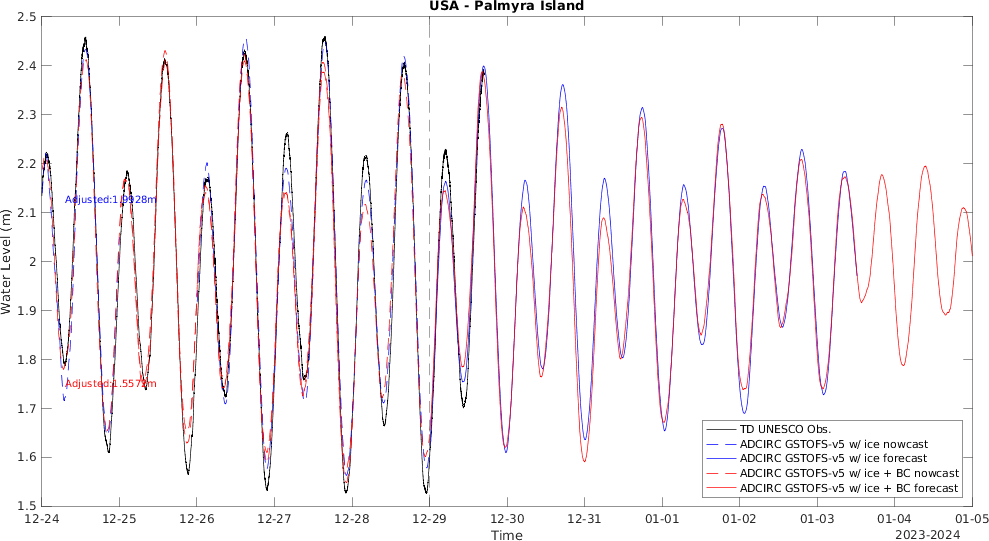 USA - Palmyra Island
2.5
2.4
2.3
2.2
2.1
2
1.9
1.8
1.7
1.6
1.5
Water Level (m)
Adjusted:1.9928m
TD UNESCO Obs.
ADCIRC GSTOFS-v5 w/ ice nowcast
ADCIRC GSTOFS-v5 w/ ice forecast
ADCIRC GSTOFS-v5 w/ ice + BC nowcast
ADCIRC GSTOFS-v5 w/ ice + BC forecast
12-24 12-25 12-26 12-27 12-28 12-29 12-30 12-31 01-01 01-02 01-03 01-04 01-05
Time
2023-2024